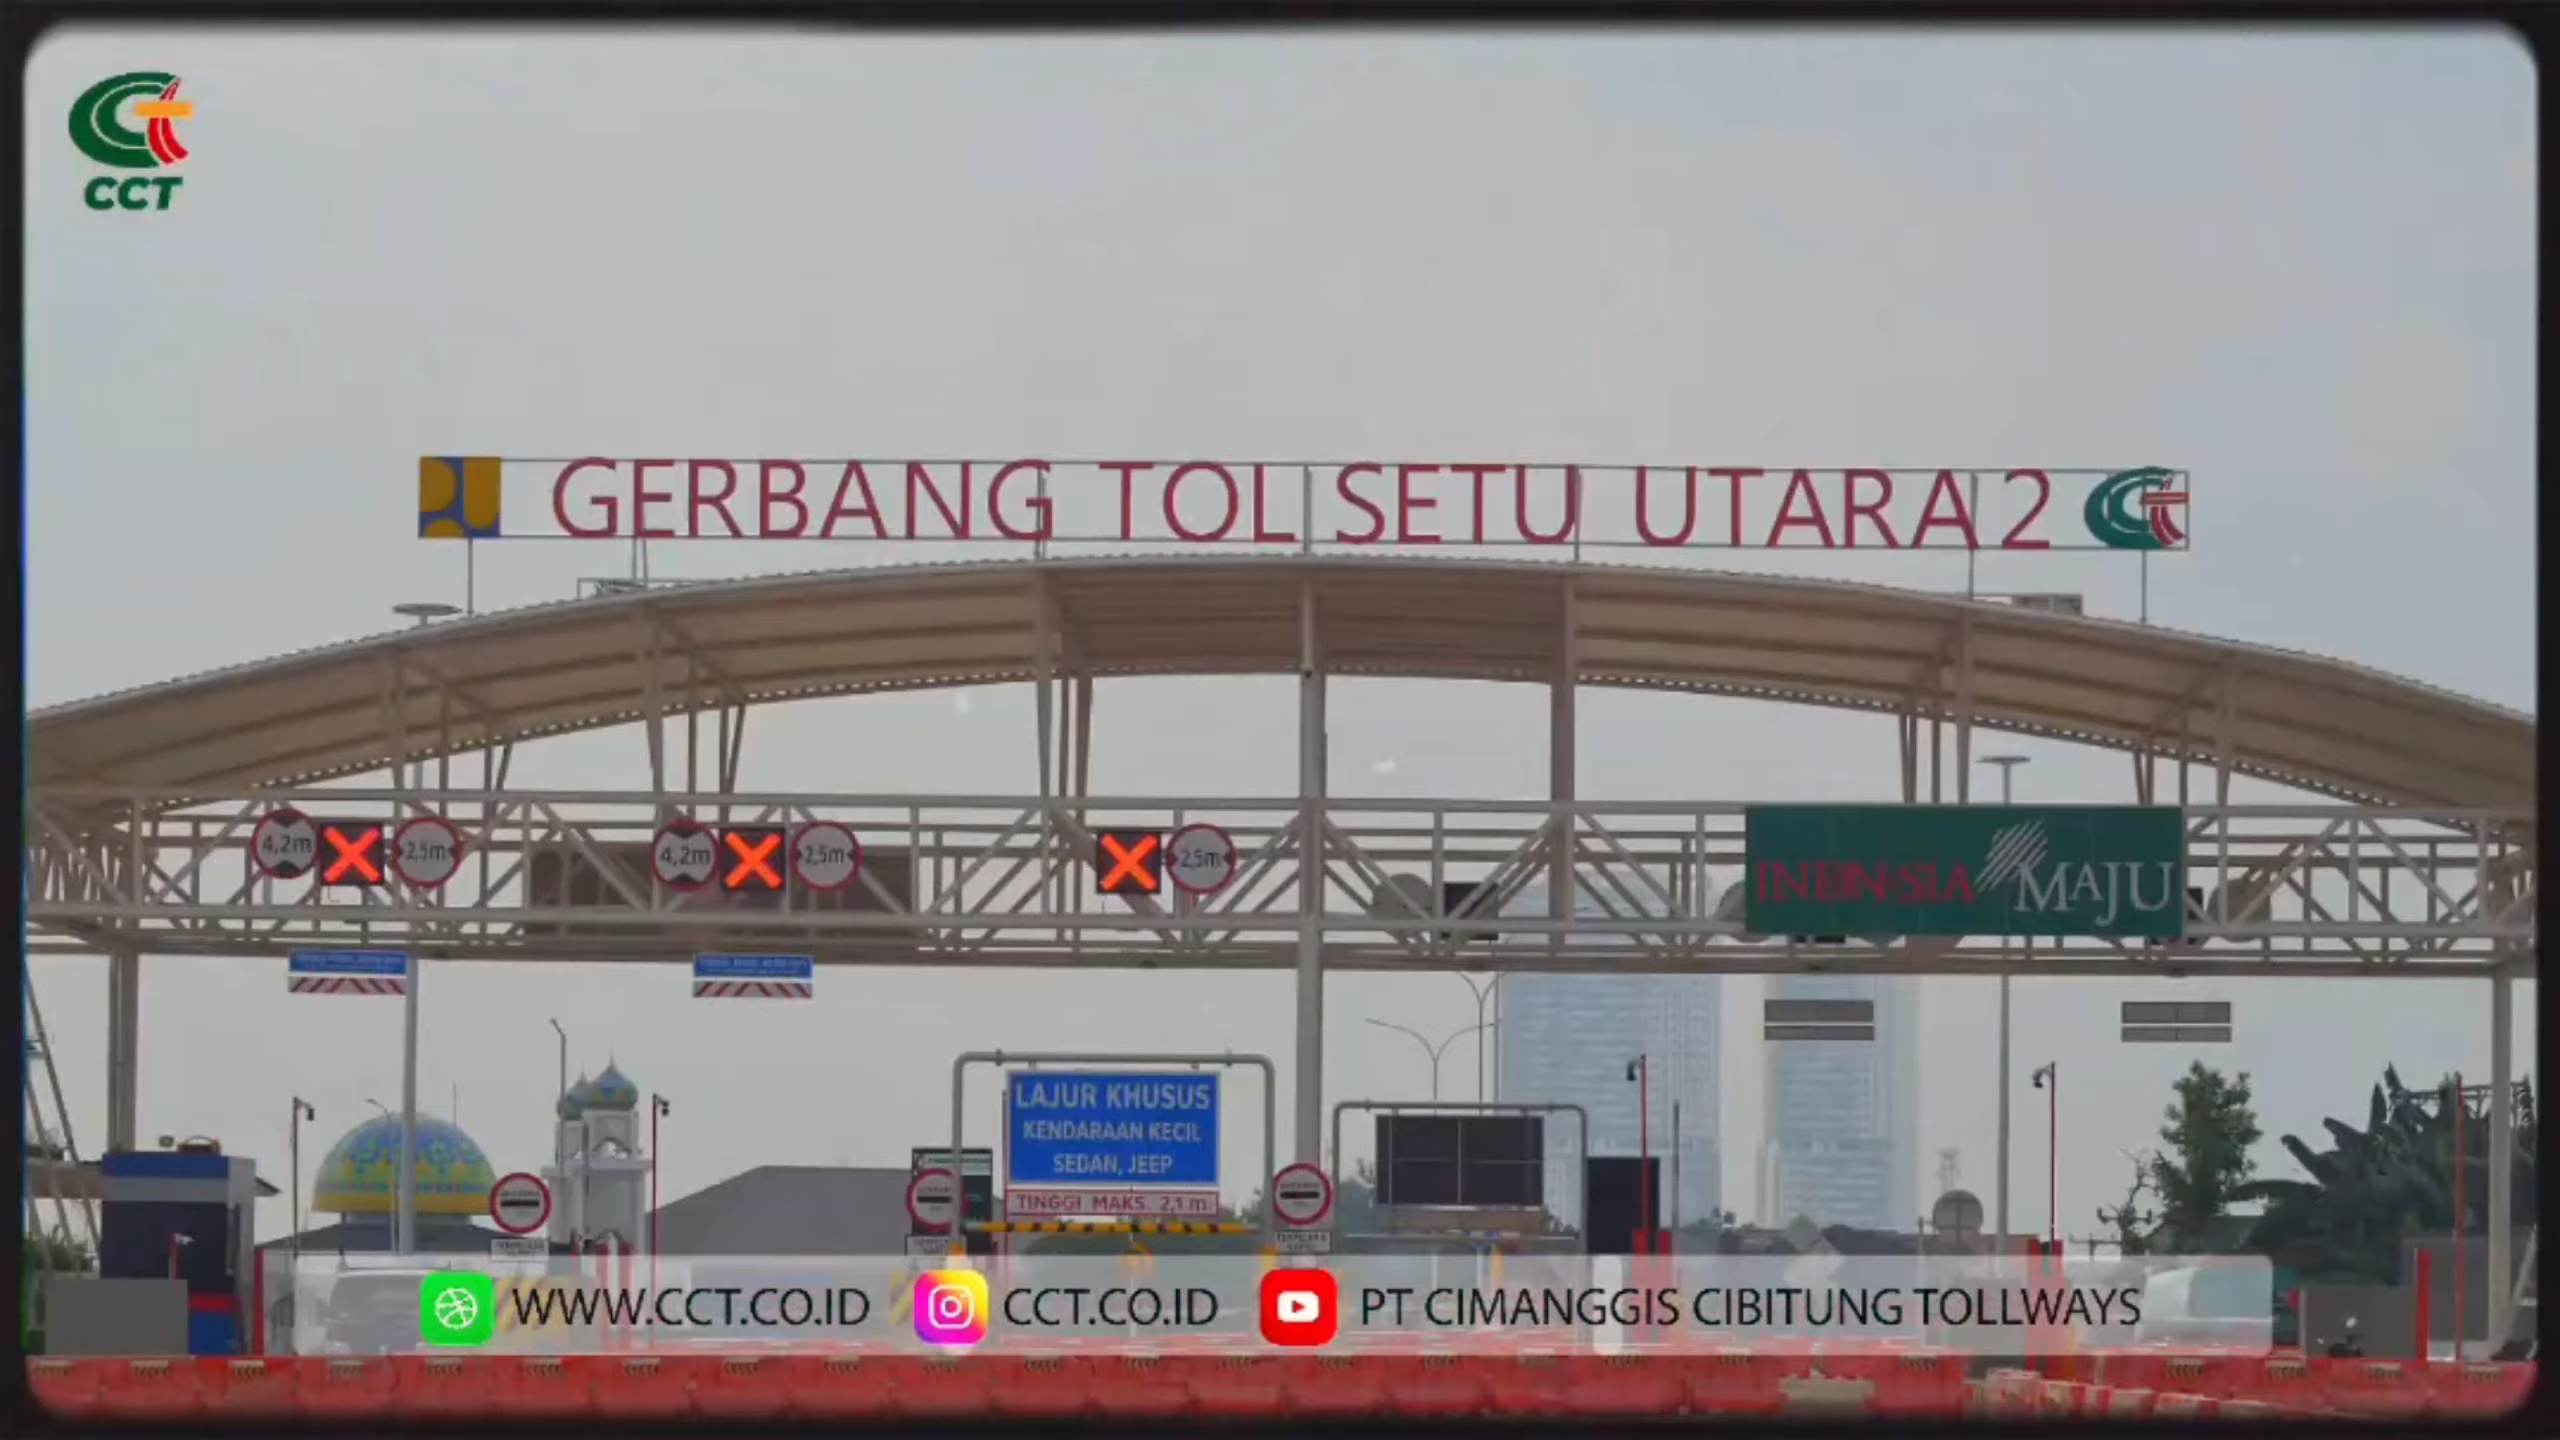 CCT
GERBANG TOL SETU UTARA 2
4,2m
2,5m
4,2m
2,5m
2,5m
MAJU
LAJUR KHUSUS
KENDARAAN KECIL
SEDAN, JEEP
TINGGI MAKS. 2,1 m
WWW.CCT.CO.ID CCT.CO.ID PT CIMANGGIS CIBITUNG TOLLWAYS